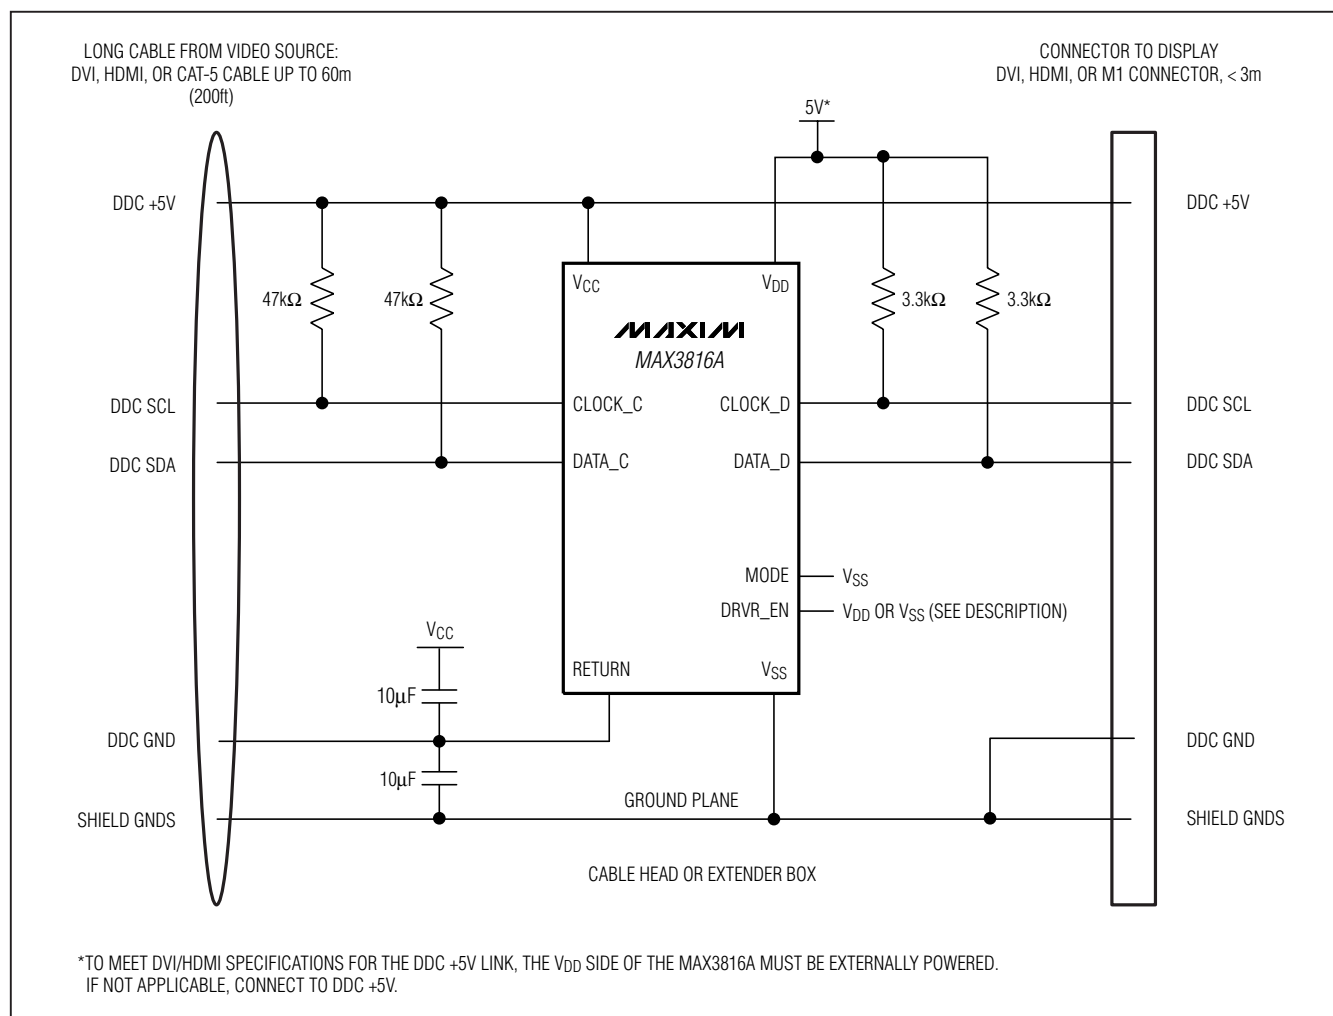 LONG CABLE FROM VIDEO SOURCE:
DVI, HDMI, OR CAT-5 CABLE UP TO 60m
(200ft)
CONNECTOR TO DISPLAY
DVI, HDMI, OR M1 CONNECTOR, < 3m
5V*
DDC +5V
DDC +5V
VCC
VDD
47kΩ
47kΩ
3.3kΩ
3.3kΩ
MAXIM
MAX3816A
DDC SCL
CLOCK_C
CLOCK_D
DDC SCL
DDC SDA
DATA_C
DATA_D
DDC SDA
MODE
VSS
DRVR_EN
VDD OR VSS (SEE DESCRIPTION)
VCC
RETURN
VSS
10µF
DDC GND
DDC GND
10µF
GROUND PLANE
SHIELD GNDS
SHIELD GNDS
CABLE HEAD OR EXTENDER BOX
*TO MEET DVI/HDMI SPECIFICATIONS FOR THE DDC +5V LINK, THE VDD SIDE OF THE MAX3816A MUST BE EXTERNALLY POWERED.
IF NOT APPLICABLE, CONNECT TO DDC +5V.